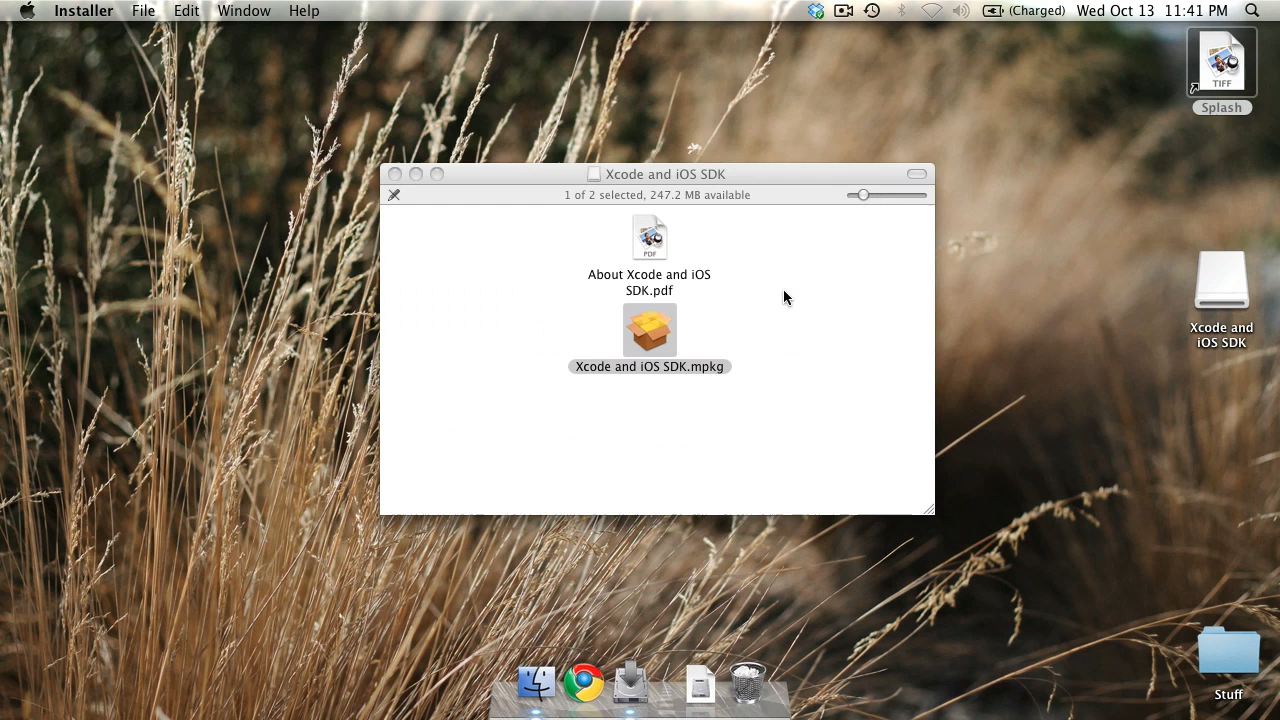 Installer File Edit Window Help (Charged) Wed Oct 13 11:41 PM
TIFF
Splash
Xcode and iOS SDK
1 of 2 selected, 247.2 MB available
PDF
About Xcode and iOS
SDK.pdf
Xcode and iOS SDK.mpkg
Xcode and
iOS SDK
Stuff